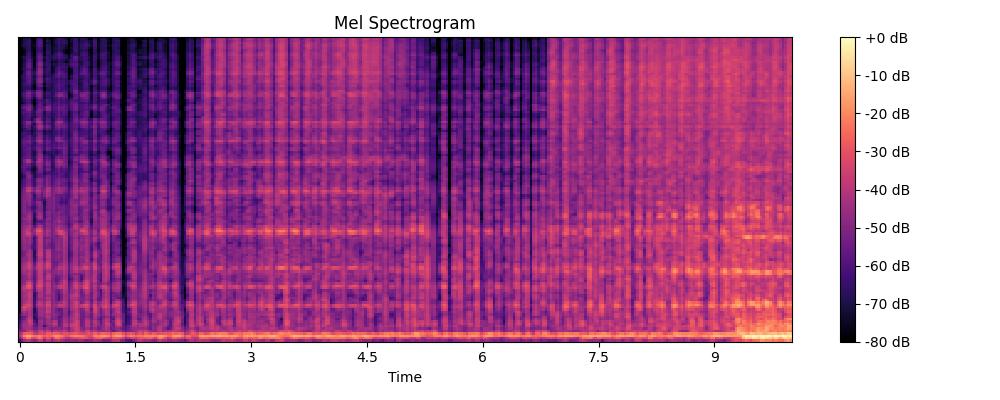 Mel Spectrogram
+0 dB
-10 dB
-20 dB
-30 dB
-40 dB
-50 dB
-60 dB
-70 dB
-80 dB
0
1.5
3
4.5
6
7.5
9
Time